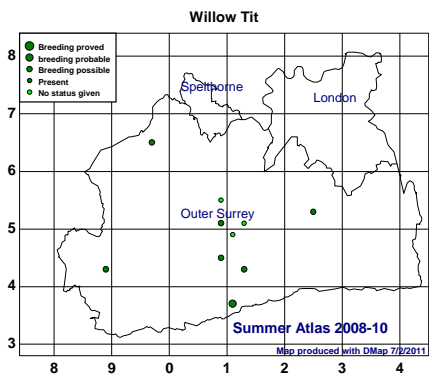 Willow Tit
8
Breeding proved
breeding probable
Breeding possible
Present
No status given
Spelthorne
London
7
6
Outer Surrey
5
4
Summer Atlas 2008-10
Map produced with DMap 7/2/2011
3
8 9 0 1 2 3 4